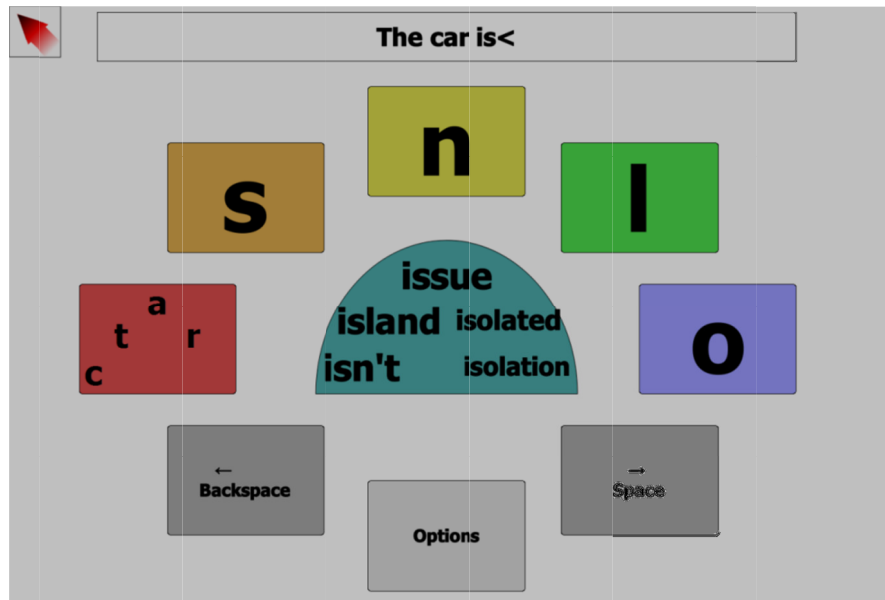 The car is<
n
s
l
issue
a
t
r
c
island
isolated
o
isn't
isolation
←
Backspace
→
Space
Options